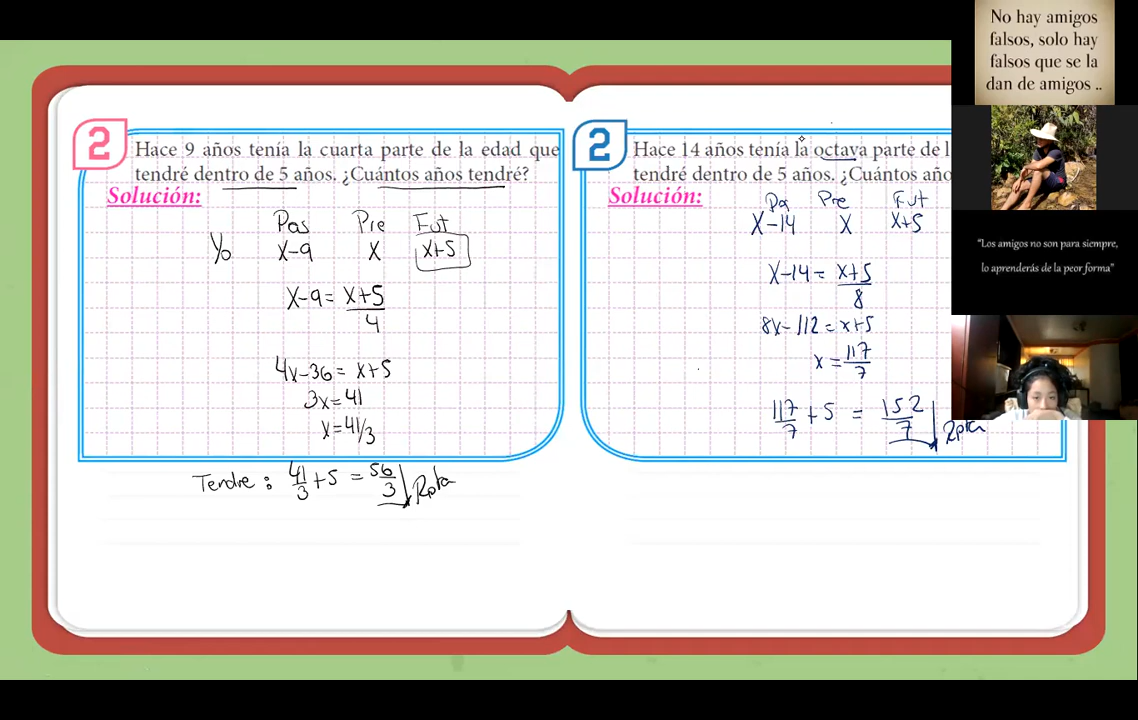 No hay amigos
falsos, solo hay
falsos que se la
dan de amigos ..
"Los amigos no son para siempre,
lo aprenderás de la peor forma"
2
Hace 9 años tenía la cuarta parte de la edad que
tendré dentro de 5 años. ¿Cuántos años tendré?
Solución:
Pas Pre Fut
Yo x-9 x x+5
x-9 = x+5
4
4x-36 = x+5
3x = 41
x = 41/3
Tendre : 41/3 + 5 = 56/3 Rpta
2
Hace 14 años tenía la octava parte de l
tendré dentro de 5 años. ¿Cuántos año
Solución:
Pa Pre Fut
x-14 x x+5
x-14 = x+5
8
8x-112 = x+5
x = 117/7
117/7 + 5 = 152/7 Rpta